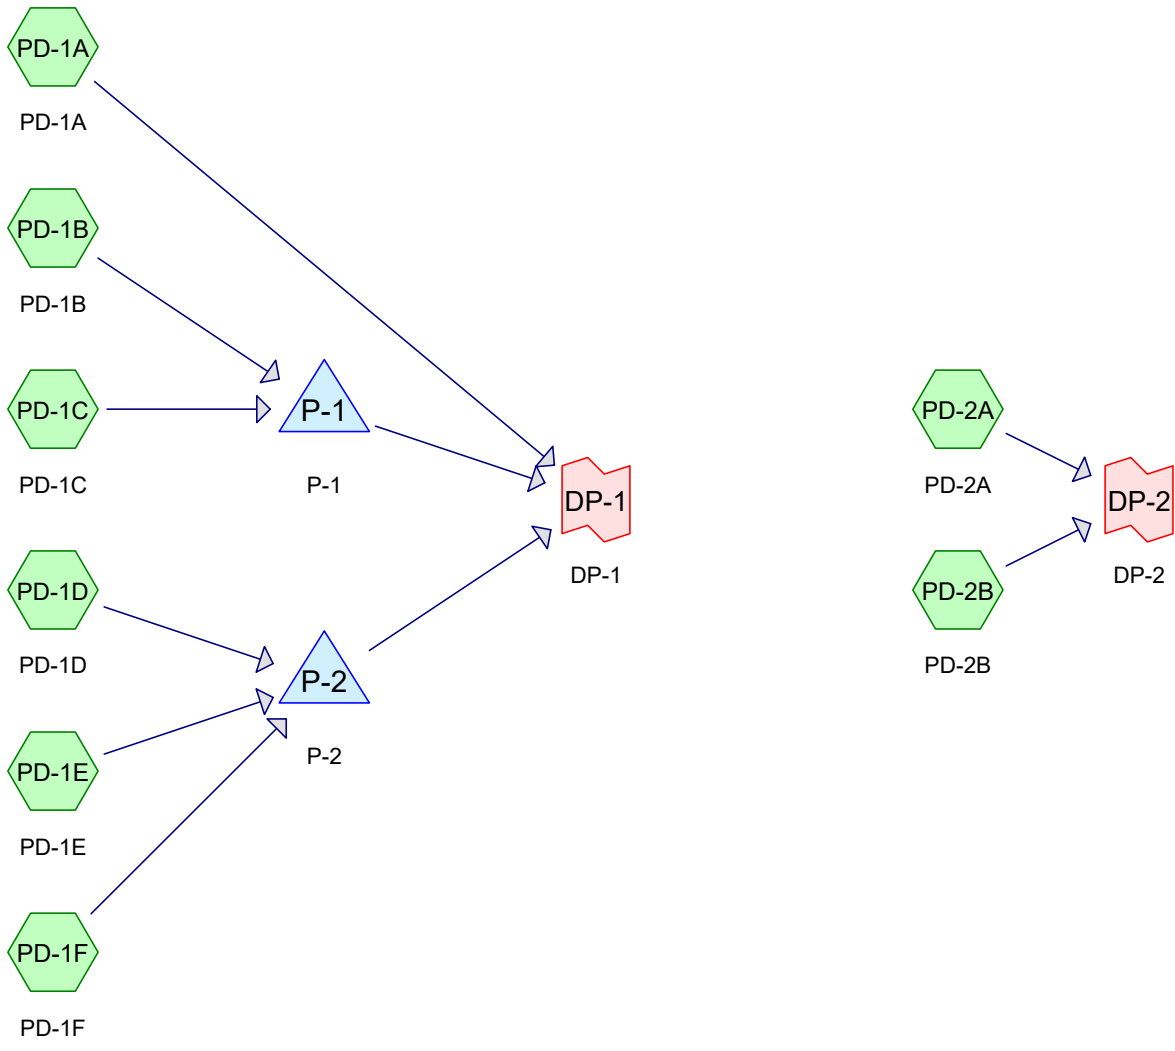 PD-1A
PD-1A
PD-1B
PD-1B
PD-1C
PD-1C
P-1
P-1
PD-1D
PD-1D
P-2
P-2
PD-1E
PD-1E
PD-1F
PD-1F
DP-1
DP-1
PD-2A
PD-2A
PD-2B
PD-2B
DP-2
DP-2